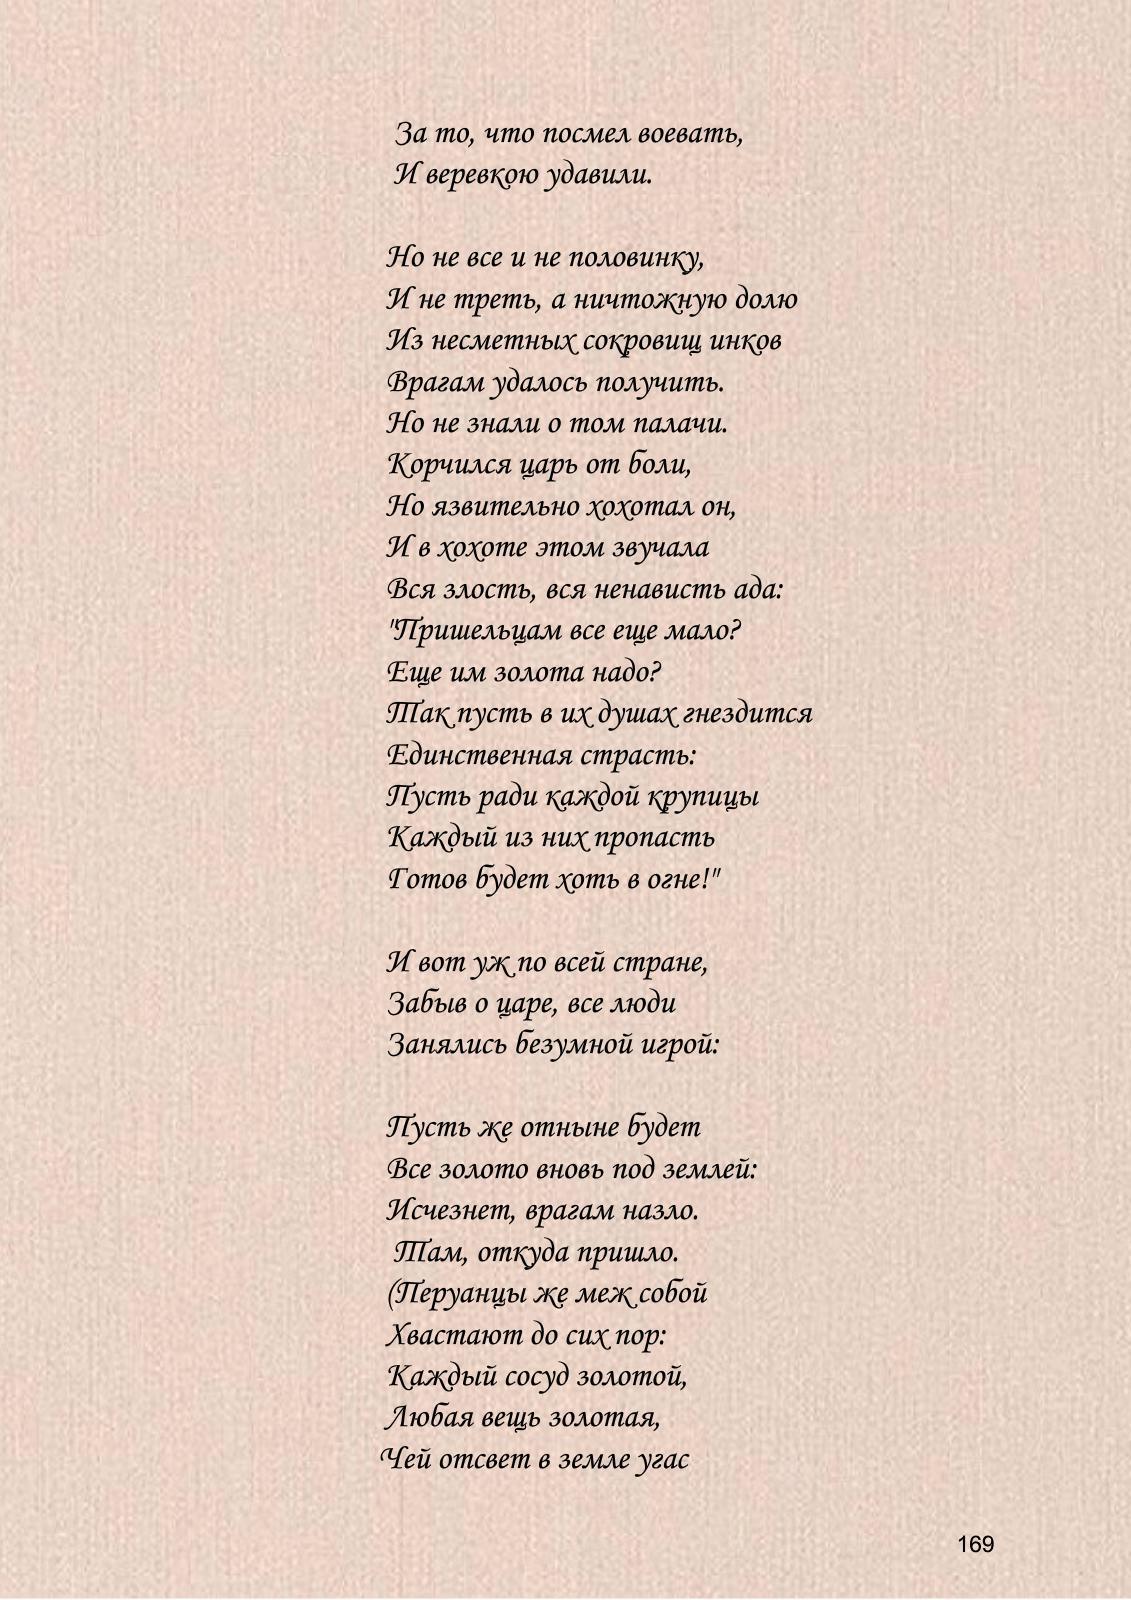 За то, что посмел воевать,
И веревкою удавили.
Но не все и не половинку,
И не треть, а ничтожную долю
Из несметных сокровищ инков
Врагам удалось получить.
Но не знали о том палачи.
Корчился царь от боли,
Но язвительно хохотал он,
И в хохоте этом звучала
Вся злость, вся ненависть ада:
"Пришельцам все еще мало?
Еще им золота надо?
Так пусть в их душах гнездится
Единственная страсть:
Пусть ради каждой крупицы
Каждый из них пропасть
Готов будет хоть в огне!"
И вот уж по всей стране,
Забыв о царе, все люди
Занялись безумной игрой:
Пусть же отныне будет
Все золото вновь под землей:
Исчезнет, врагам назло.
Там, откуда пришло.
(Перуанцы же меж собой
Хвастают до сих пор:
Каждый сосуд золотой,
Любая вещь золотая,
Чей отсвет в земле угас
169